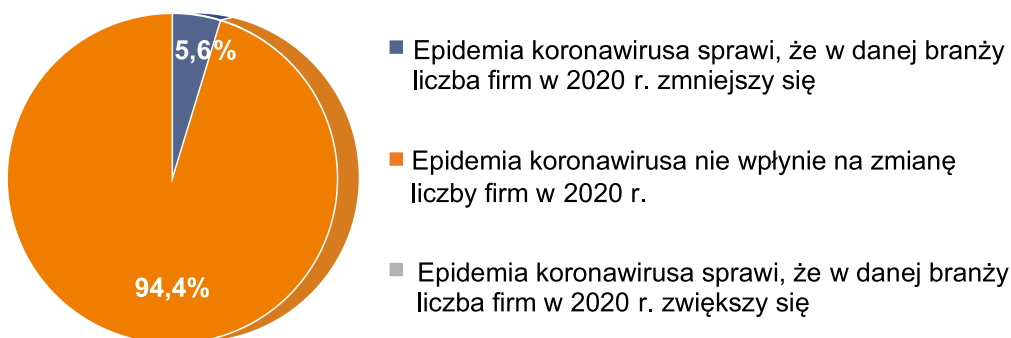 5,6%
94,4%
Epidemia koronawirusa sprawi, że w danej branży
liczba firm w 2020 r. zmniejszy się
Epidemia koronawirusa nie wpłynie na zmianę
liczby firm w 2020 r.
Epidemia koronawirusa sprawi, że w danej branży
liczba firm w 2020 r. zwiększy się